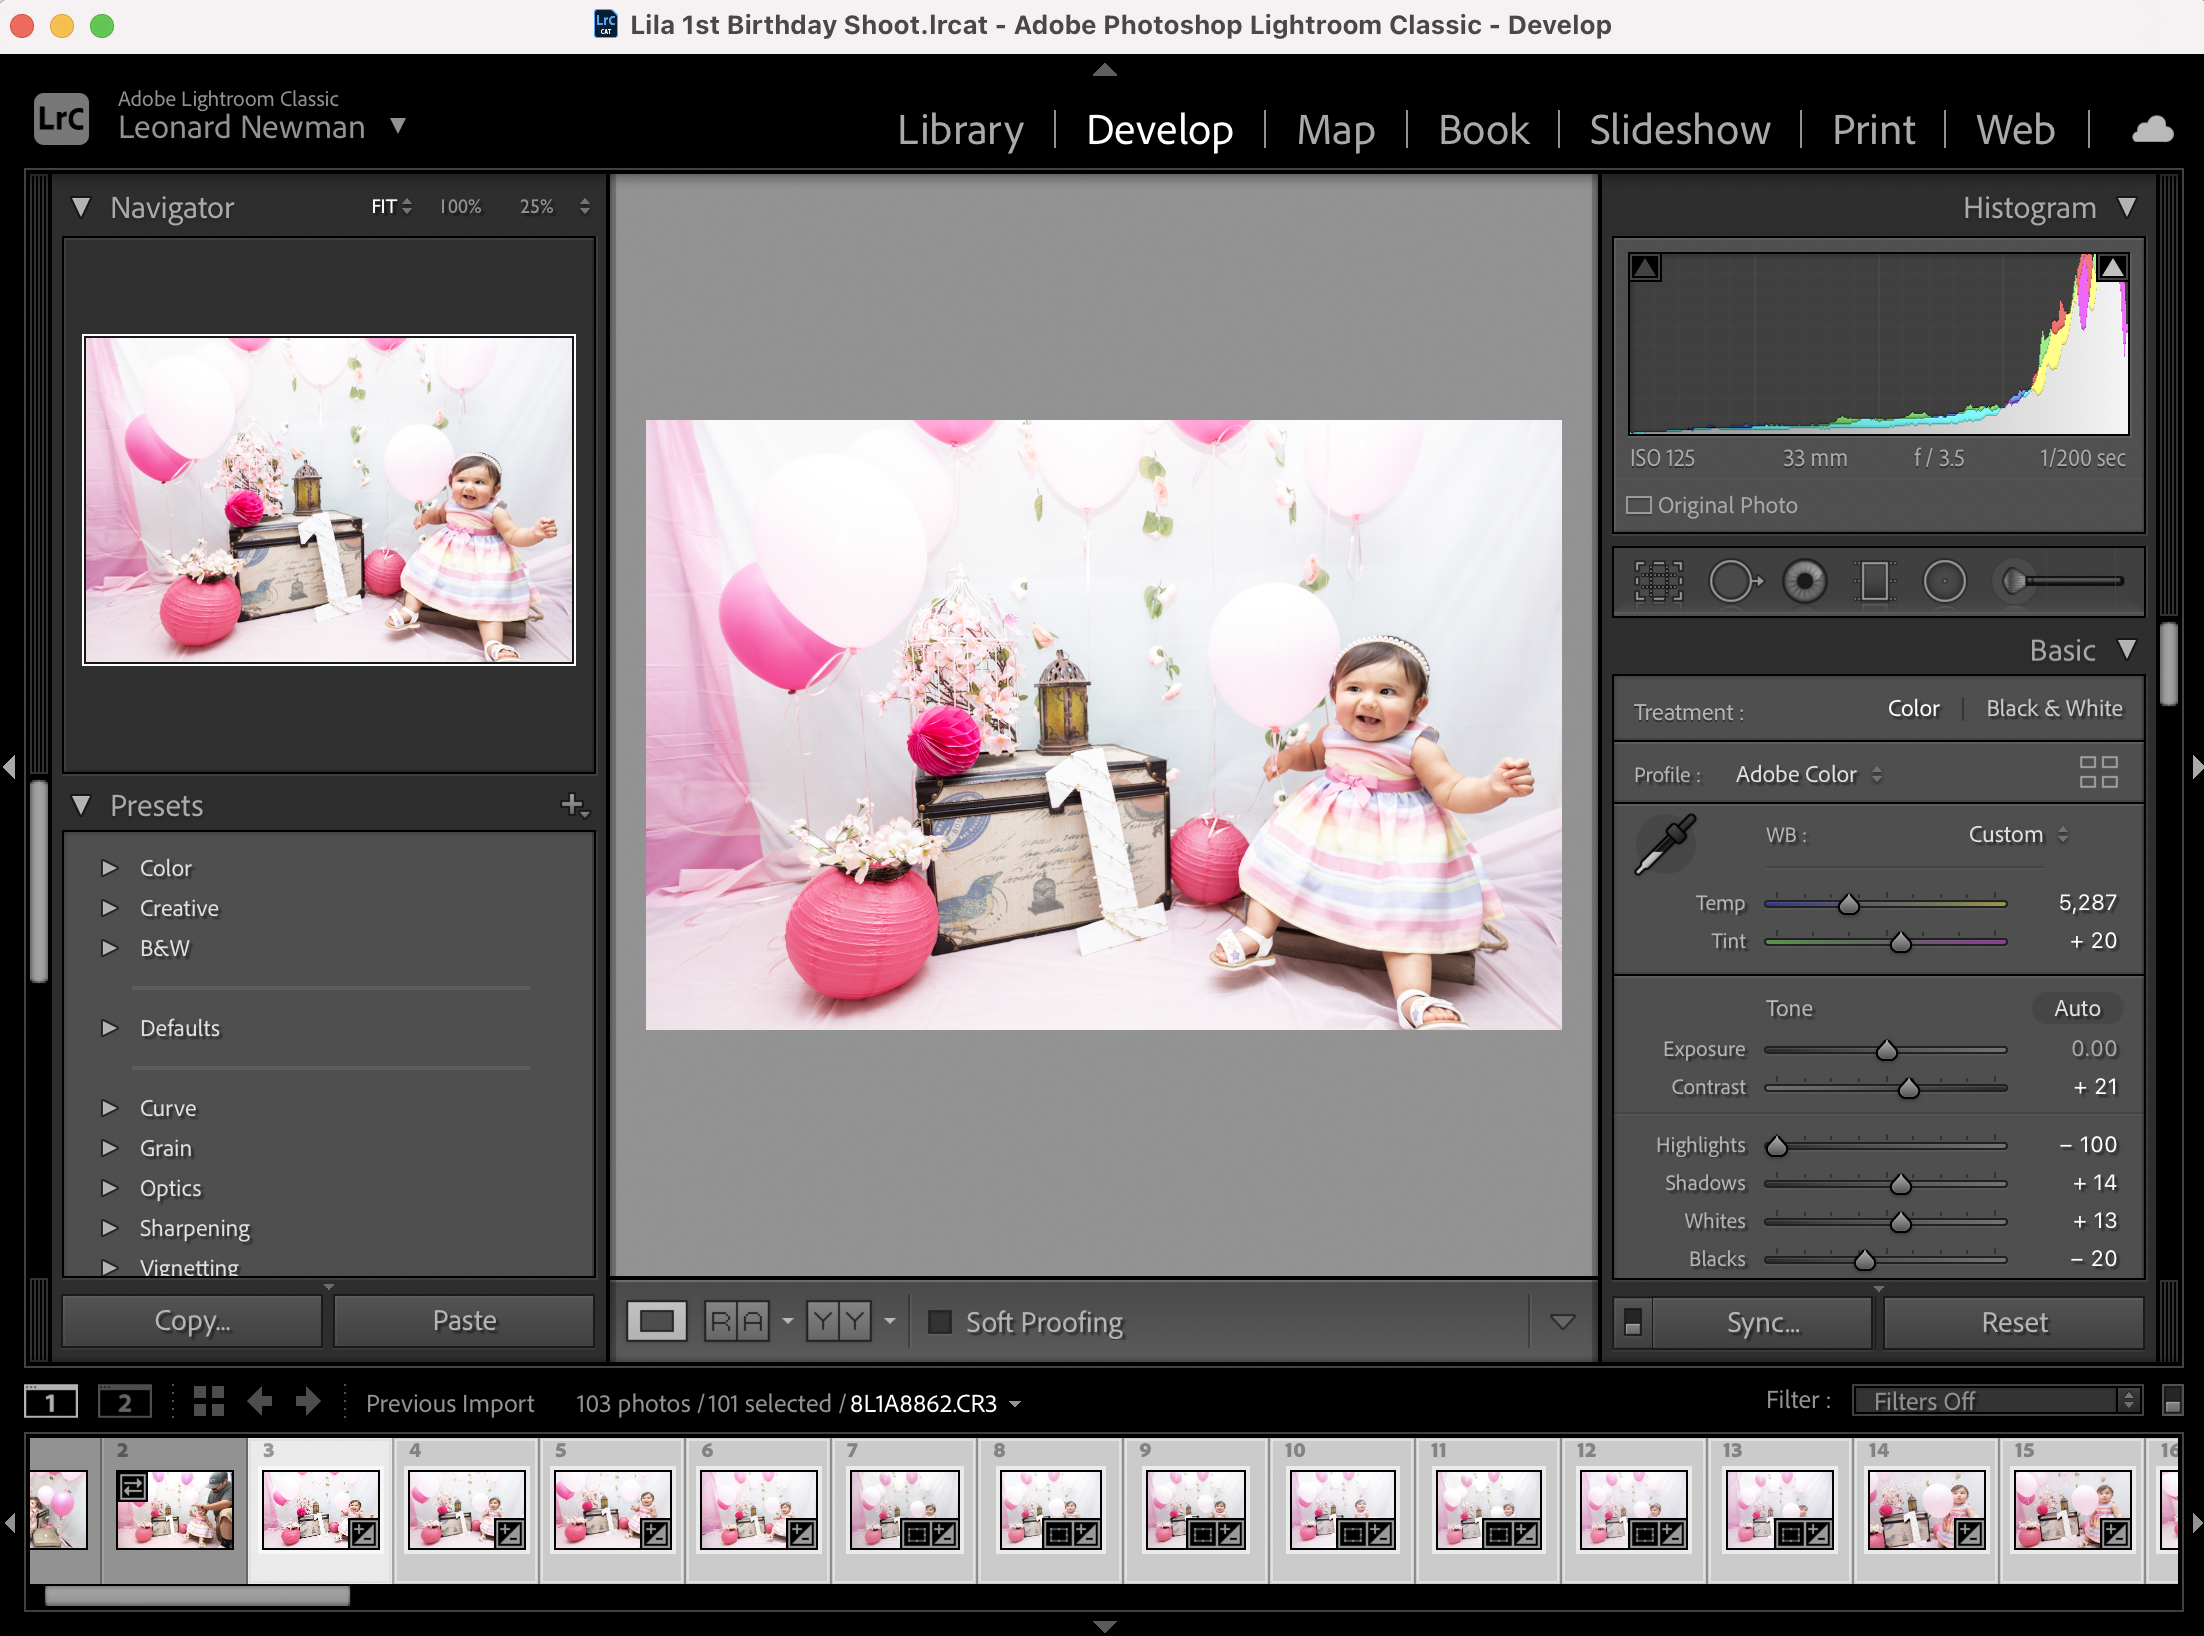 Lila 1st Birthday Shoot.lrcat - Adobe Photoshop Lightroom Classic - Develop
LrC
CAT
LrC
Adobe Lightroom Classic
Leonard Newman
Library | Develop | Map | Book | Slideshow | Print | Web |
Navigator FIT 100% 25%
Histogram
ISO 125 33 mm f / 3.5 1/200 sec
Original Photo
Basic
Treatment : Color | Black & White
Profile : Adobe Color
WB : Custom
Temp 5,287
Tint + 20
Tone Auto
Exposure 0.00
Contrast + 21
Highlights – 100
Shadows + 14
Whites + 13
Blacks – 20
Presets
Color
Creative
B&W
Defaults
Curve
Grain
Optics
Sharpening
Vignetting
Copy... Paste
R A Y Y Soft Proofing
Sync... Reset
1 2 Previous Import 103 photos / 101 selected / 8L1A8862.CR3
Filter : Filters Off
2 3 4 5 6 7 8 9 10 11 12 13 14 15 16
1